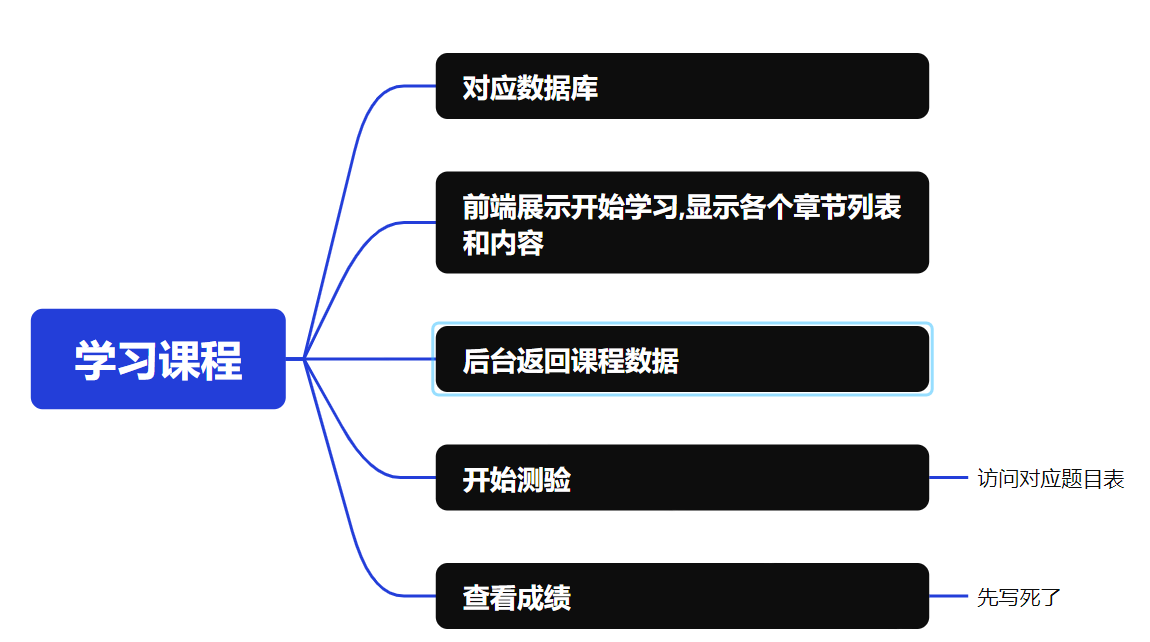 学习课程
对应数据库
前端展示开始学习,显示各个章节列表
和内容
后台返回课程数据
开始测验
访问对应题目表
查看成绩
先写死了